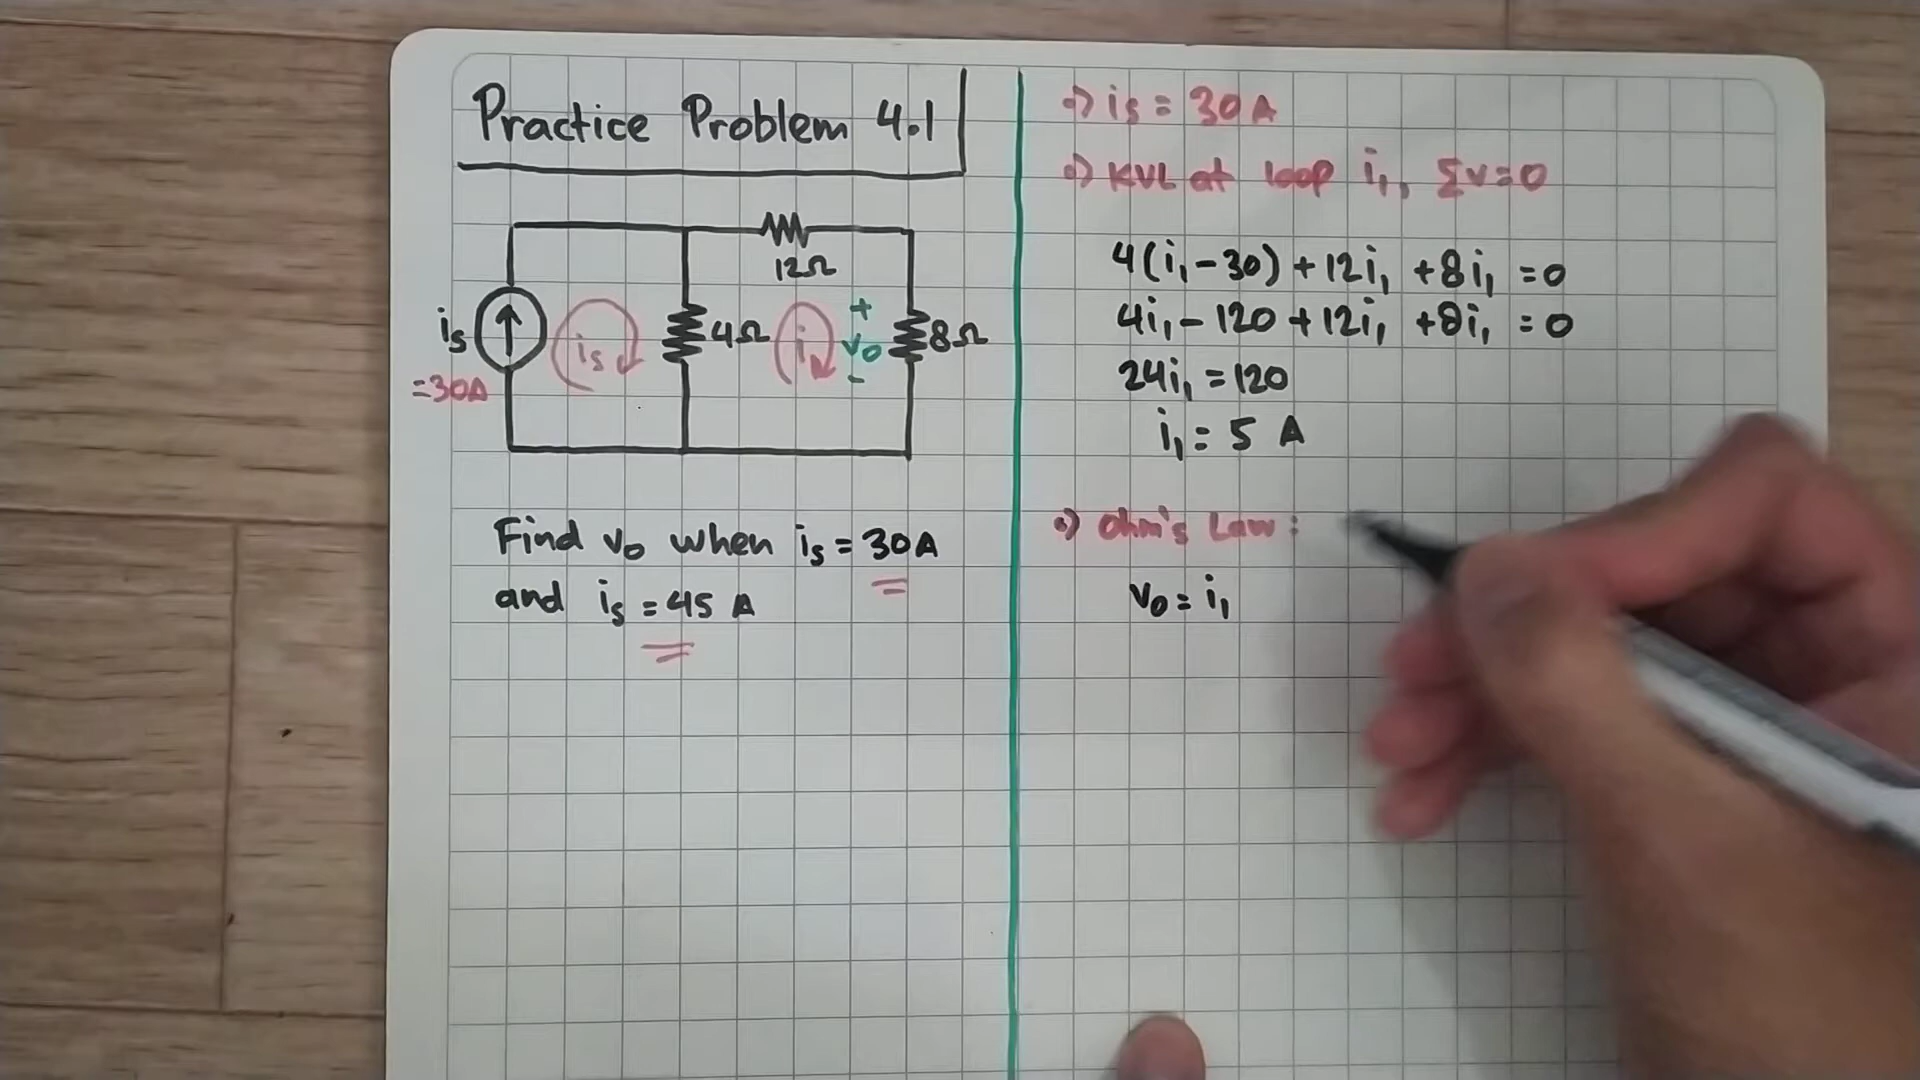 Practice Problem 4.1
12Ω
is
=30A
is
4Ω
i
+
vo
-
8Ω
Find vo when is = 30A
and is = 45 A
•) is = 30A
•) KVL at loop i₁, Σv=0
4(i₁-30) + 12i₁ + 8i₁ = 0
4i₁ - 120 + 12i₁ + 8i₁ = 0
24i₁ = 120
i₁ = 5 A
•) Ohm's Law:
vo = i₁